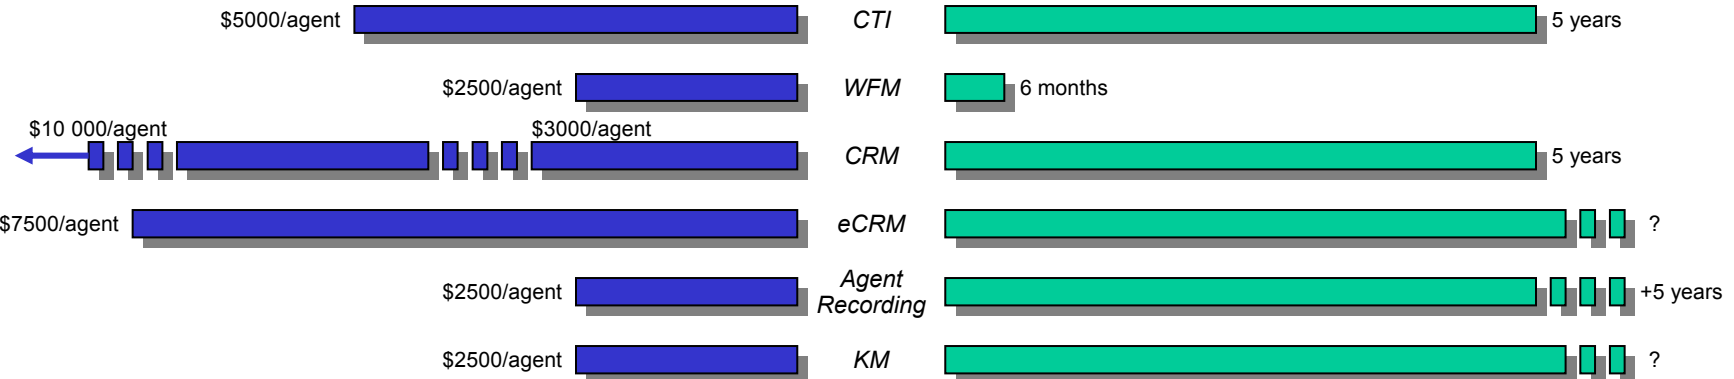 $5000/agent CTI 5 years
$2500/agent WFM 6 months
$10 000/agent $3000/agent
CRM 5 years
$7500/agent eCRM ?
$2500/agent Agent Recording +5 years
$2500/agent KM ?